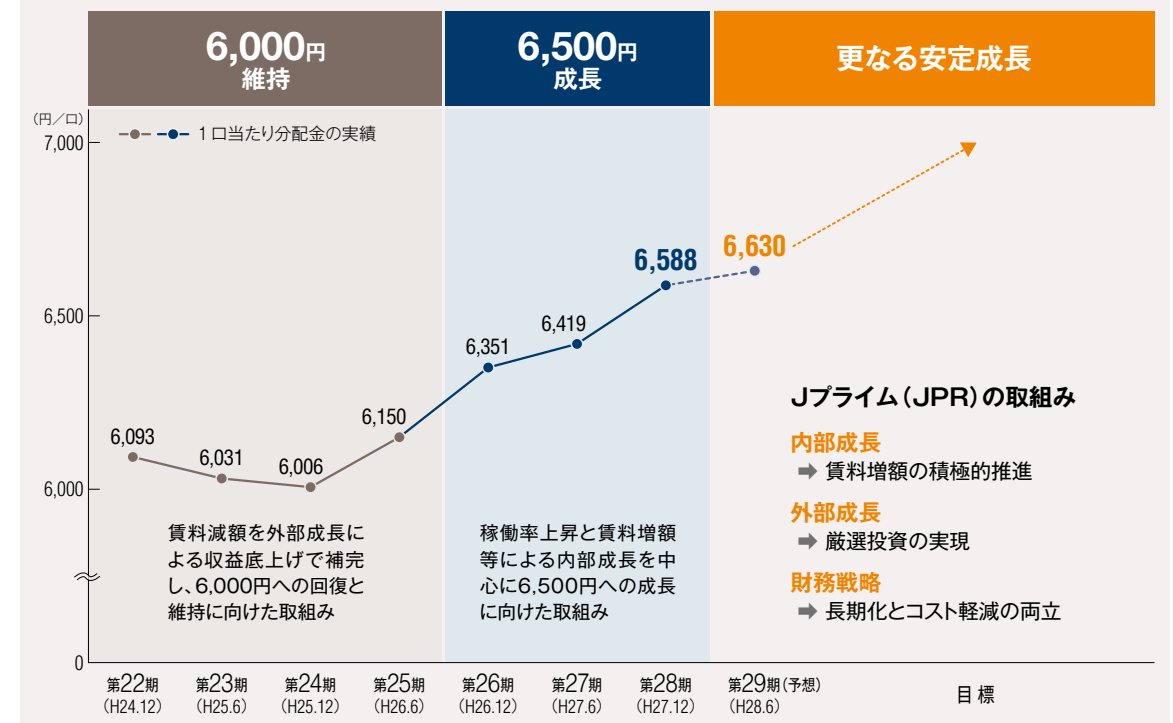 6,000円
維持
6,500円
成長
更なる安定成長
（円／口）
1口当たり分配金の実績
7,000
6,500
6,000
0
6,093
6,031
6,006
6,150
6,351
6,419
6,588
6,630
賃料減額を外部成長に
よる収益底上げで補完
し、6,000円への回復と
維持に向けた取組み
稼働率上昇と賃料増額
等による内部成長を中
心に6,500円への成長
に向けた取組み
Jプライム（JPR）の取組み
内部成長
➡ 賃料増額の積極的推進
外部成長
➡ 厳選投資の実現
財務戦略
➡ 長期化とコスト軽減の両立
第22期
（H24.12）
第23期
（H25.6）
第24期
（H25.12）
第25期
（H26.6）
第26期
（H26.12）
第27期
（H27.6）
第28期
（H27.12）
第29期（予想）
（H28.6）
目標